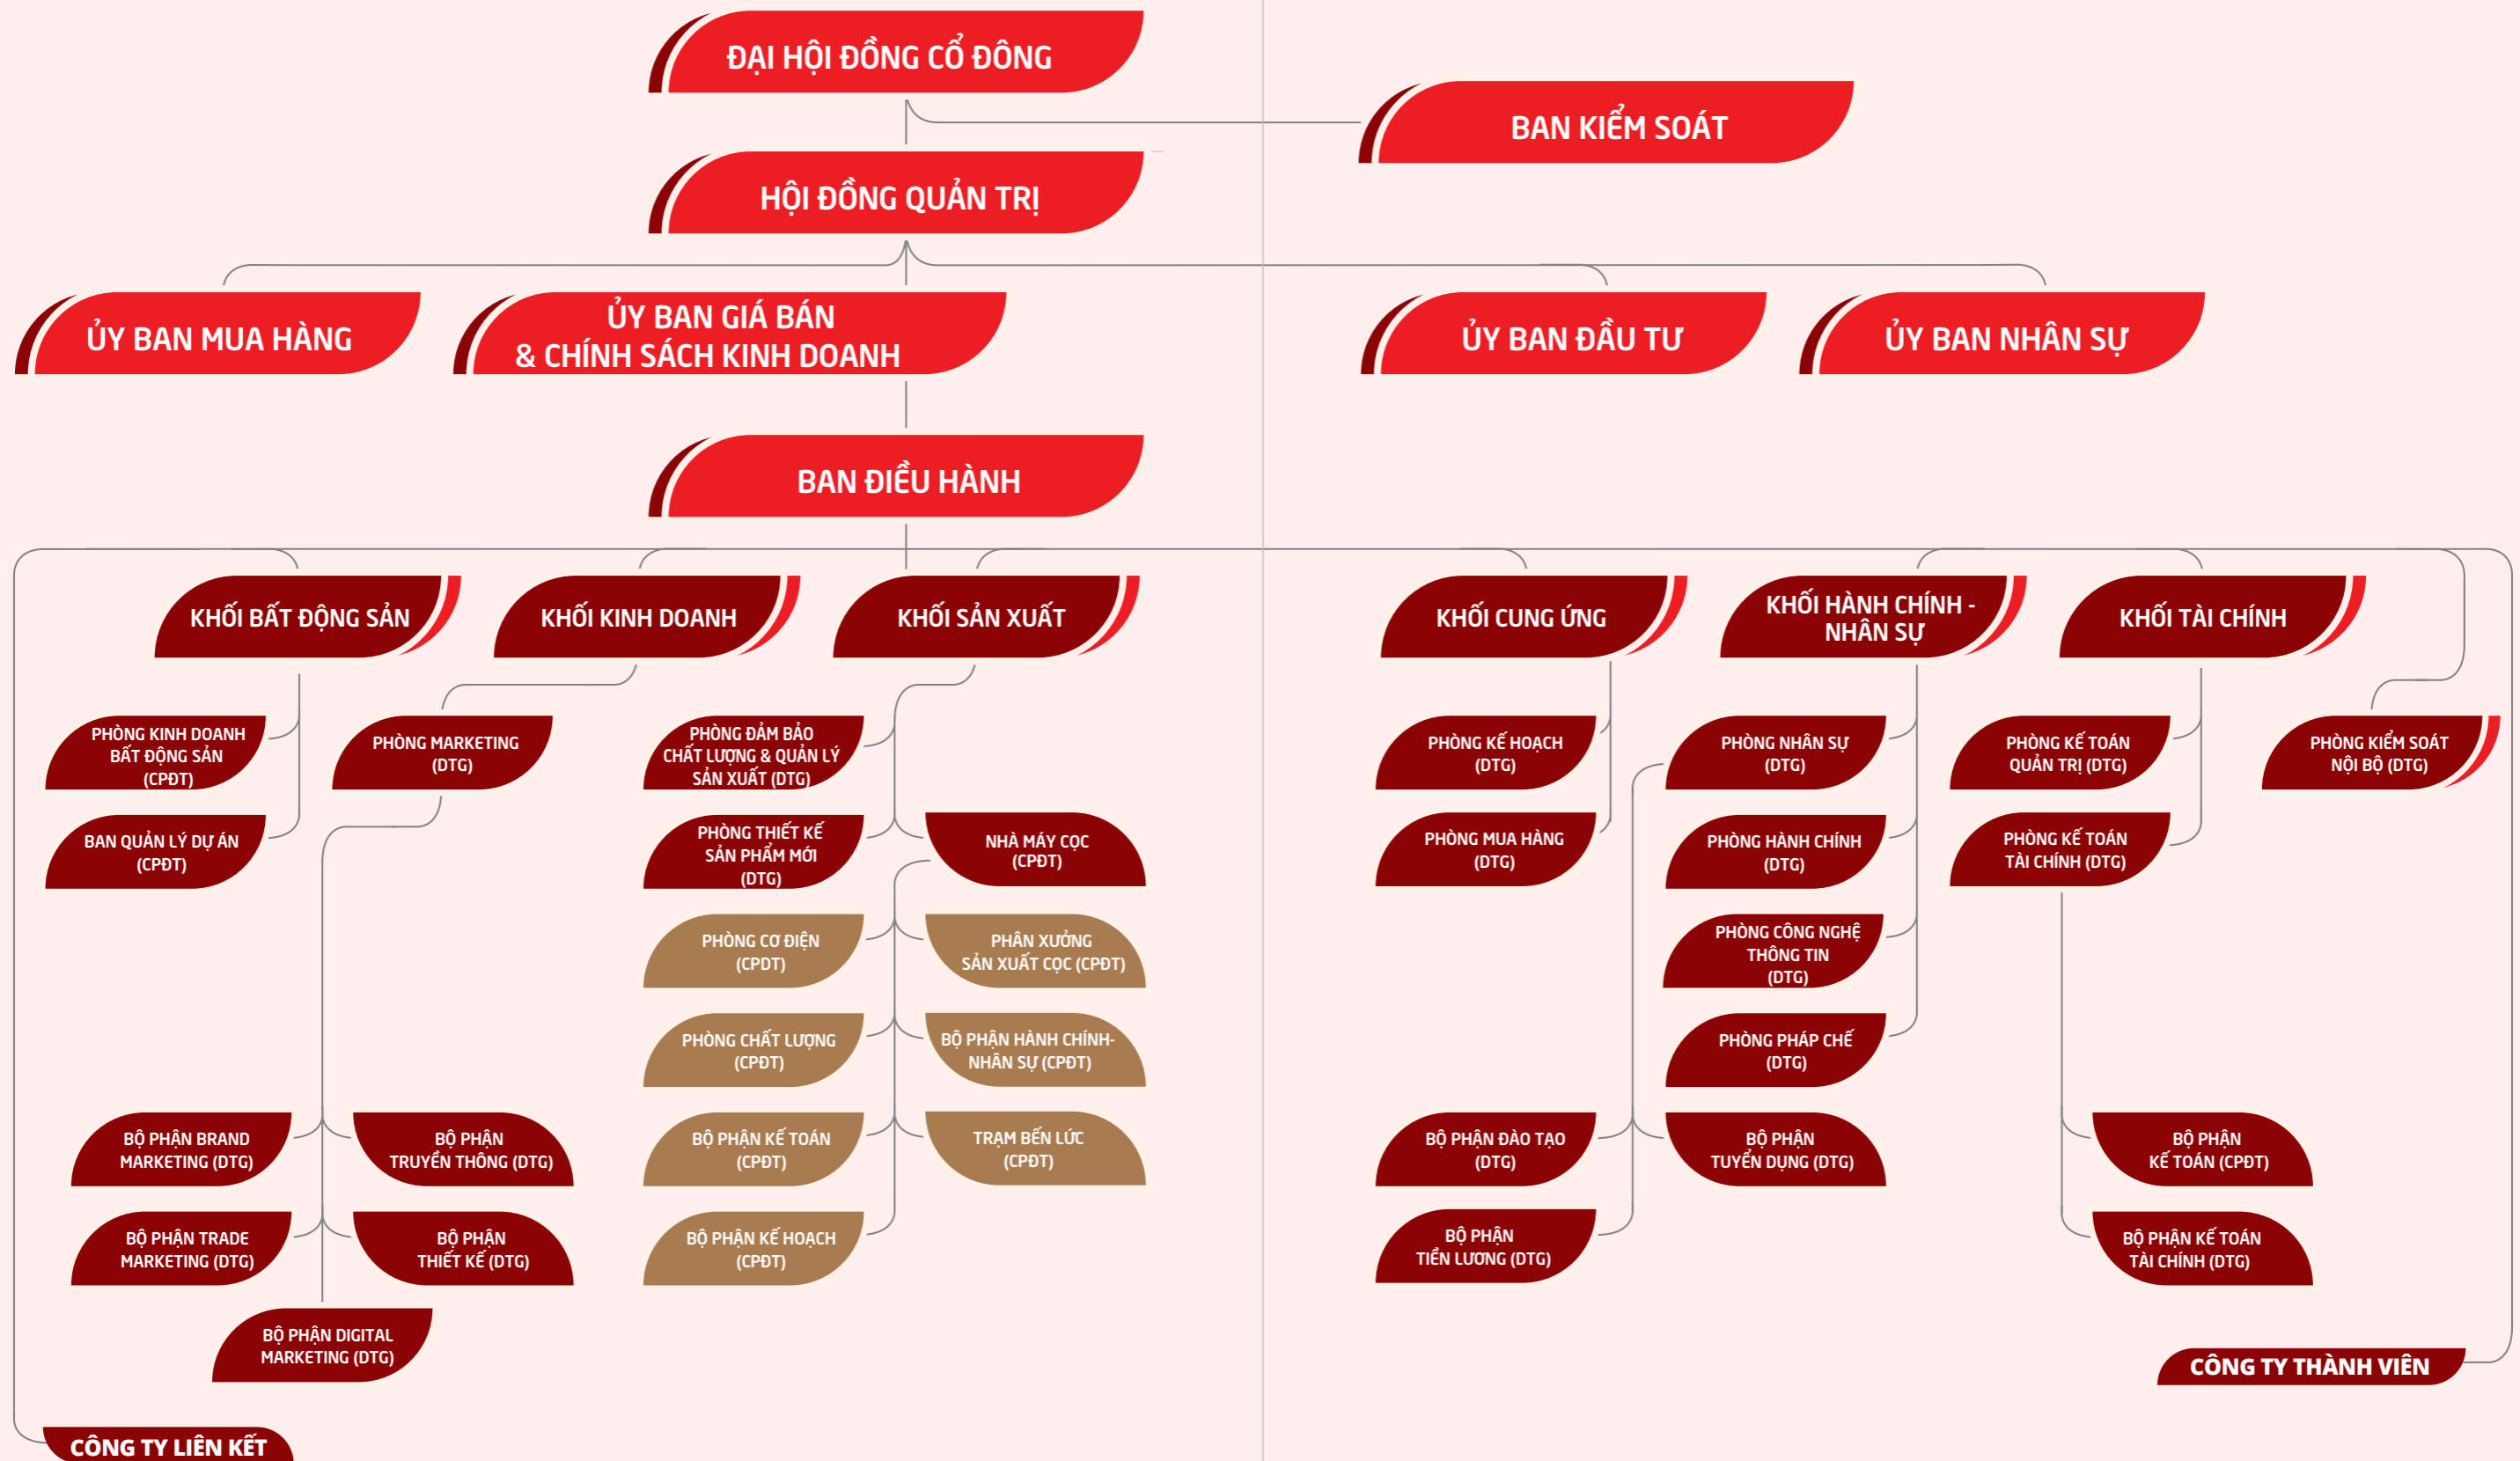 ĐẠI HỘI ĐỒNG CỔ ĐÔNG
BAN KIỂM SOÁT
HỘI ĐỒNG QUẢN TRỊ
ỦY BAN MUA HÀNG
ỦY BAN GIÁ BÁN
& CHÍNH SÁCH KINH DOANH
ỦY BAN ĐẦU TƯ
ỦY BAN NHÂN SỰ
BAN ĐIỀU HÀNH
KHỐI BẤT ĐỘNG SẢN
KHỐI KINH DOANH
KHỐI SẢN XUẤT
KHỐI CUNG ỨNG
KHỐI HÀNH CHÍNH -
NHÂN SỰ
KHỐI TÀI CHÍNH
PHÒNG KINH DOANH
BẤT ĐỘNG SẢN
(CPĐT)
PHÒNG MARKETING
(DTG)
PHÒNG ĐẢM BẢO
CHẤT LƯỢNG & QUẢN LÝ
SẢN XUẤT (DTG)
PHÒNG KẾ HOẠCH
(DTG)
PHÒNG NHÂN SỰ
(DTG)
PHÒNG KẾ TOÁN
QUẢN TRỊ (DTG)
PHÒNG KIỂM SOÁT
NỘI BỘ (DTG)
BAN QUẢN LÝ DỰ ÁN
(CPĐT)
PHÒNG THIẾT KẾ
SẢN PHẨM MỚI
(DTG)
NHÀ MÁY CỌC
(CPĐT)
PHÒNG MUA HÀNG
(DTG)
PHÒNG HÀNH CHÍNH
(DTG)
PHÒNG KẾ TOÁN
TÀI CHÍNH (DTG)
PHÒNG CƠ ĐIỆN
(CPDT)
PHÂN XƯỞNG
SẢN XUẤT CỌC (CPĐT)
PHÒNG CÔNG NGHỆ
THÔNG TIN
(DTG)
PHÒNG CHẤT LƯỢNG
(CPĐT)
BỘ PHẬN HÀNH CHÍNH-
NHÂN SỰ (CPĐT)
PHÒNG PHÁP CHẾ
(DTG)
BỘ PHẬN BRAND
MARKETING (DTG)
BỘ PHẬN
TRUYỀN THÔNG (DTG)
BỘ PHẬN KẾ TOÁN
(CPĐT)
TRẠM BẾN LỨC
(CPĐT)
BỘ PHẬN ĐÀO TẠO
(DTG)
BỘ PHẬN
TUYỂN DỤNG (DTG)
BỘ PHẬN
KẾ TOÁN (CPĐT)
BỘ PHẬN TRADE
MARKETING (DTG)
BỘ PHẬN
THIẾT KẾ (DTG)
BỘ PHẬN KẾ HOẠCH
(CPĐT)
BỘ PHẬN
TIỀN LƯƠNG (DTG)
BỘ PHẬN KẾ TOÁN
TÀI CHÍNH (DTG)
BỘ PHẬN DIGITAL
MARKETING (DTG)
CÔNG TY THÀNH VIÊN
CÔNG TY LIÊN KẾT